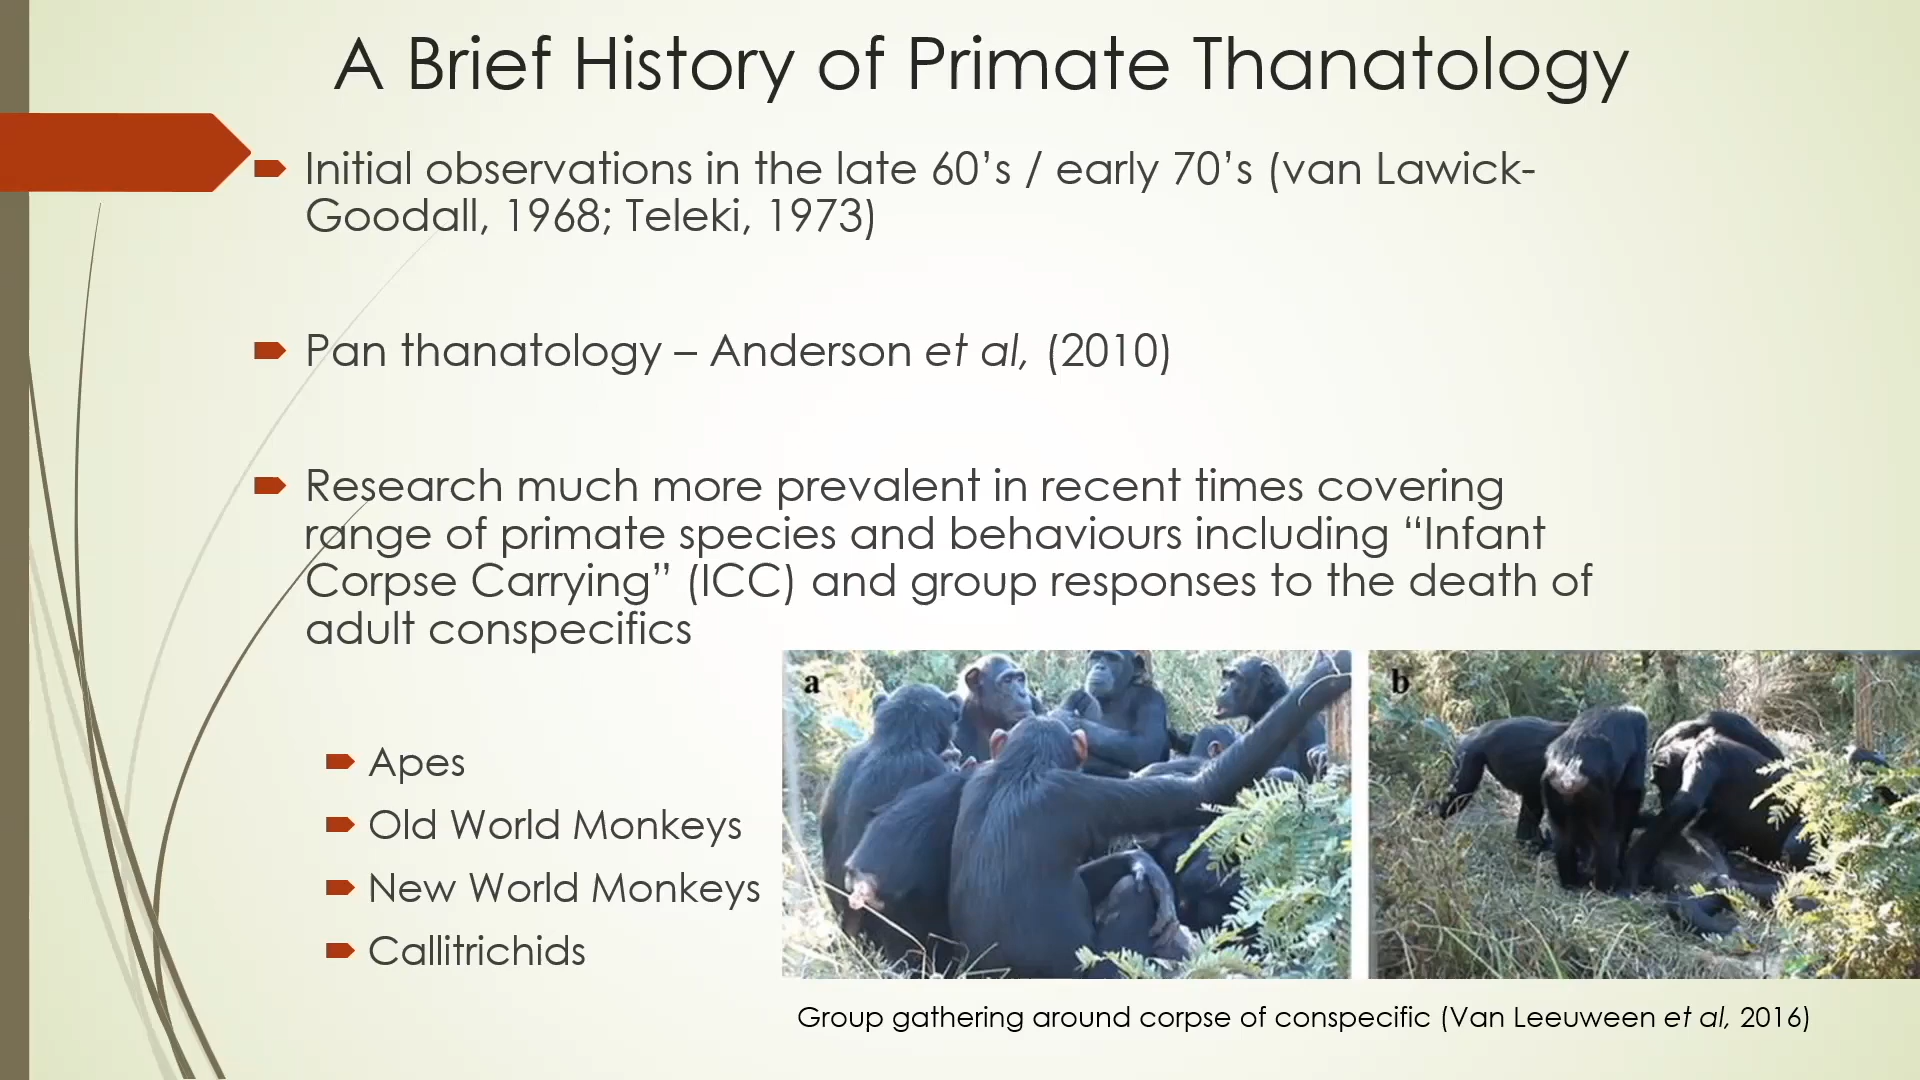 A Brief History of Primate Thanatology
Initial observations in the late 60’s / early 70’s (van Lawick-
Goodall, 1968; Teleki, 1973)
Pan thanatology – Anderson et al, (2010)
Research much more prevalent in recent times covering
range of primate species and behaviours including “Infant
Corpse Carrying” (ICC) and group responses to the death of
adult conspecifics
Apes
Old World Monkeys
New World Monkeys
Callitrichids
a
b
Group gathering around corpse of conspecific (Van Leeuween et al, 2016)